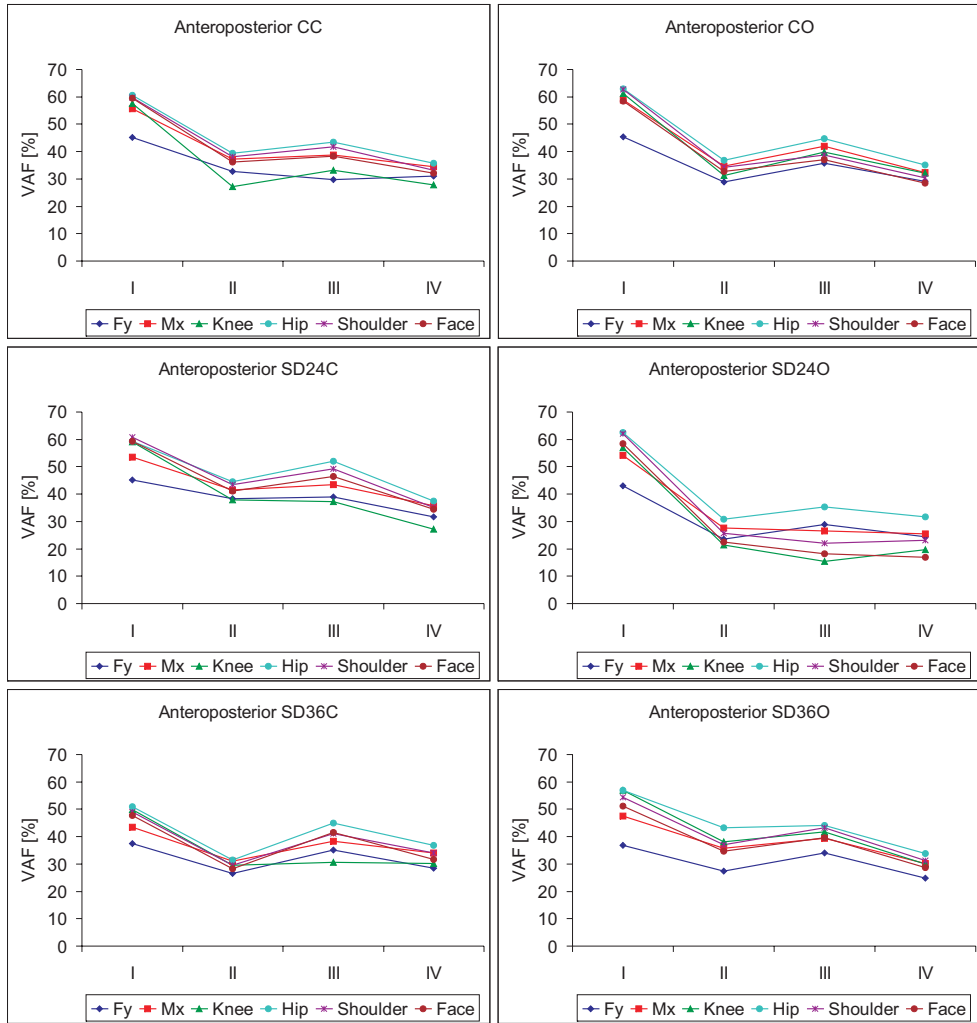 Anteroposterior CC
VAF [%]
70
60
50
40
30
20
10
0
I II III IV
Fy Mx Knee Hip Shoulder Face
Anteroposterior CO
VAF [%]
70
60
50
40
30
20
10
0
I II III IV
Fy Mx Knee Hip Shoulder Face
Anteroposterior SD24C
VAF [%]
70
60
50
40
30
20
10
0
I II III IV
Fy Mx Knee Hip Shoulder Face
Anteroposterior SD24O
VAF [%]
70
60
50
40
30
20
10
0
I II III IV
Fy Mx Knee Hip Shoulder Face
Anteroposterior SD36C
VAF [%]
70
60
50
40
30
20
10
0
I II III IV
Fy Mx Knee Hip Shoulder Face
Anteroposterior SD36O
VAF [%]
70
60
50
40
30
20
10
0
I II III IV
Fy Mx Knee Hip Shoulder Face